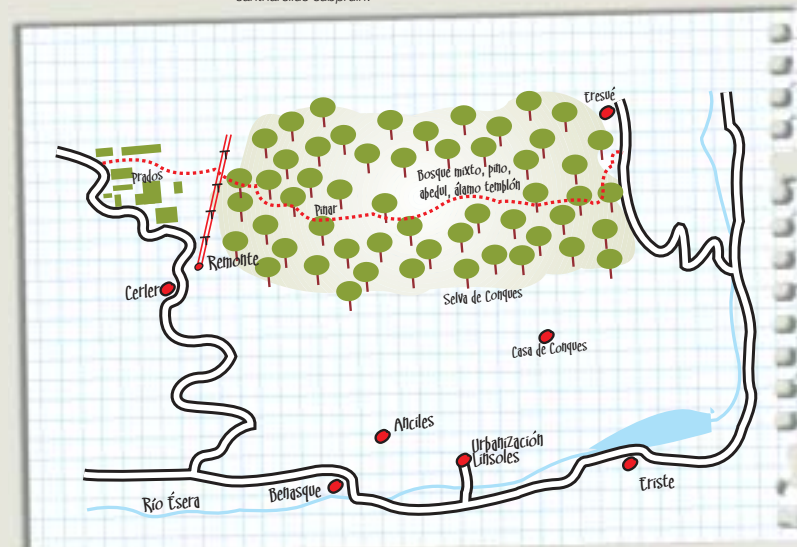 Eresué
Prados
Bosque mixto, pino,
abedul, álamo templón
Pinar
Remonte
Cerler
Selva de Conques
Casa de Conques
Anciles
Urbanización
Linsoles
Benasque
Eriste
Río Ésera